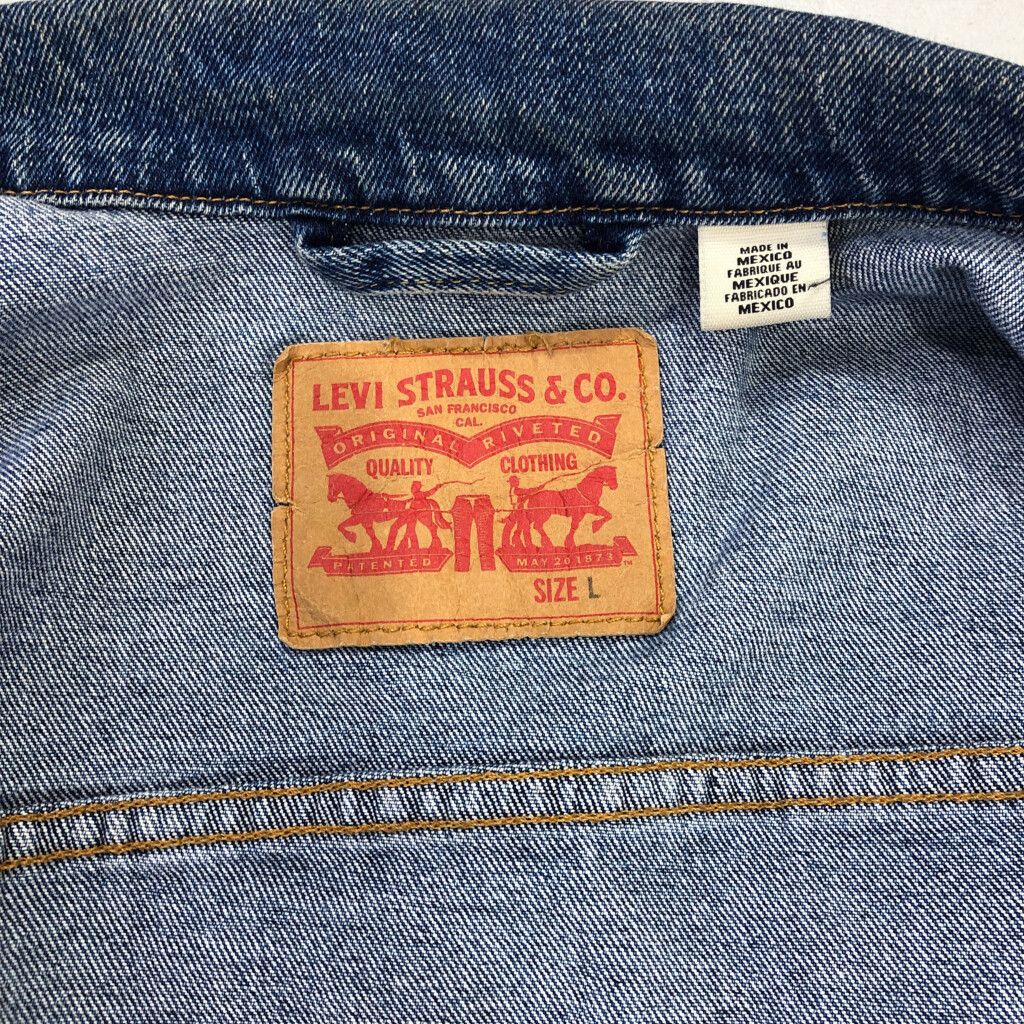 LEVI STRAUSS & CO.
SAN FRANCISCO
CAL.
ORIGINAL RIVETED
QUALITY CLOTHING
PATENTED MAY 20 1873 ™
SIZE L
MADE IN
MEXICO
FABRIQUE AU
MEXIQUE
FABRICADO EN
MEXICO